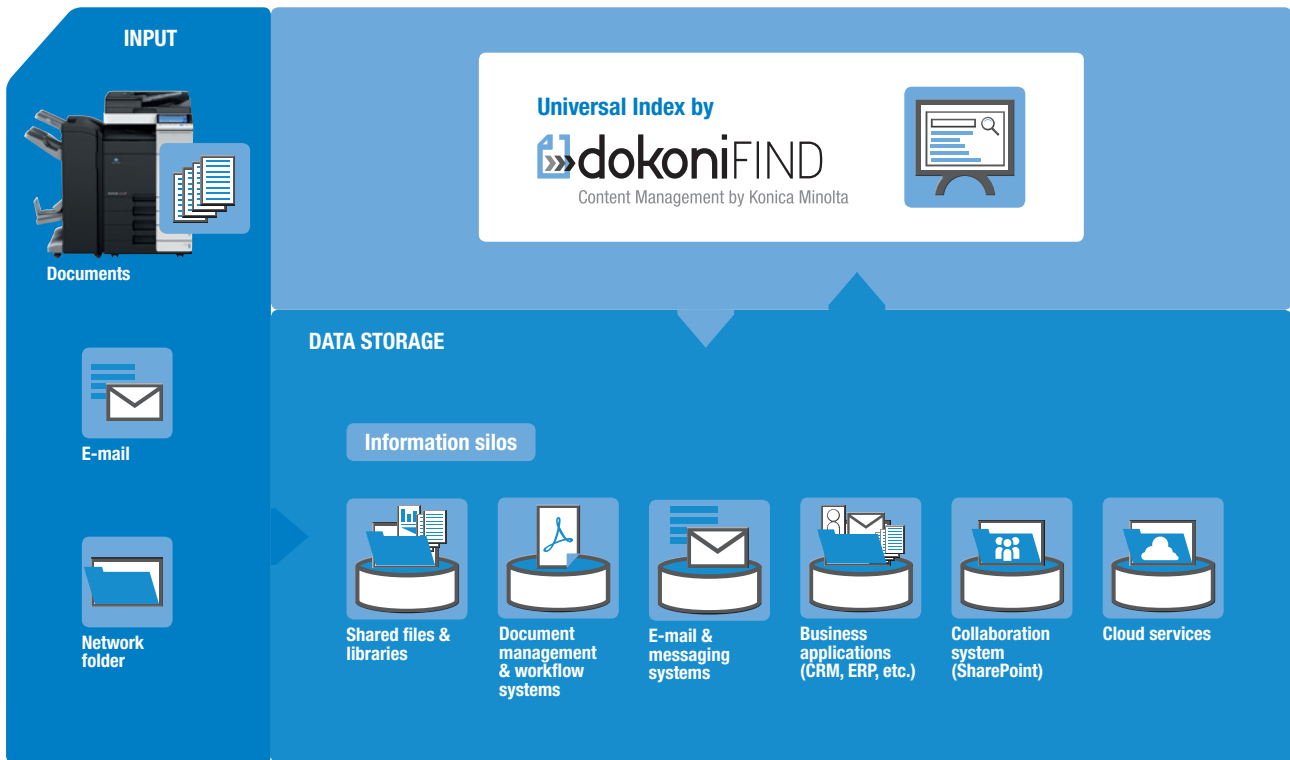 INPUT
Documents
E-mail
Network
folder
Universal Index by
dokoniFIND
Content Management by Konica Minolta
DATA STORAGE
Information silos
Shared files &
libraries
Document
management
& workflow
systems
E-mail &
messaging
systems
Business
applications
(CRM, ERP, etc.)
Collaboration
system
(SharePoint)
Cloud services